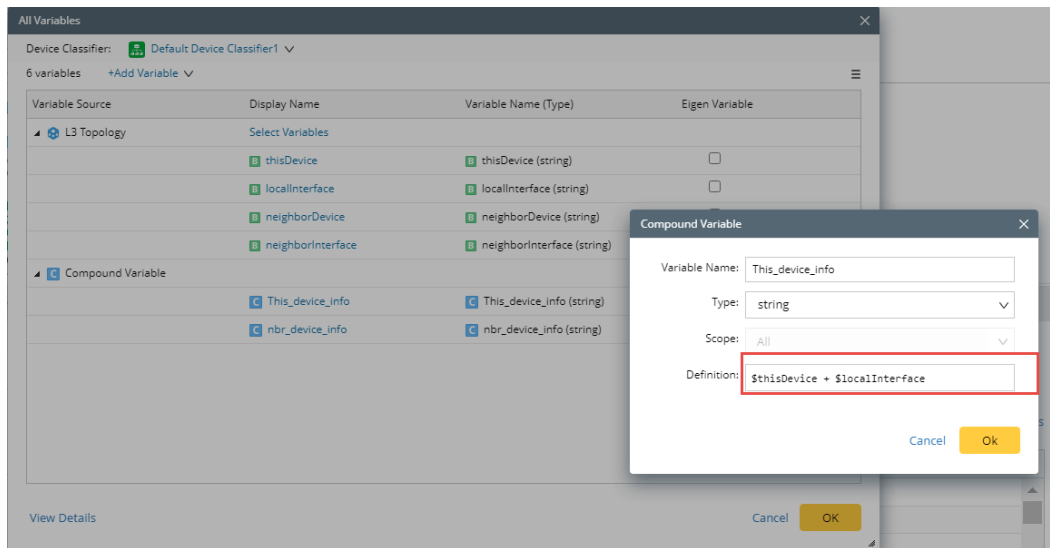 All Variables
Device Classifier: Default Device Classifier1
6 variables +Add Variable
Variable Source Display Name Variable Name (Type) Eigen Variable
L3 Topology Select Variables
B thisDevice B thisDevice (string)
B localInterface B localInterface (string)
B neighborDevice B neighborDevice (string)
B neighborInterface B neighborInterface (string)
C Compound Variable
C This_device_info C This_device_info (string)
C nbr_device_info C nbr_device_info (string)
View Details Cancel OK
Compound Variable
Variable Name: This_device_info
Type: string
Scope: All
Definition: $thisDevice + $localInterface
Cancel Ok
s